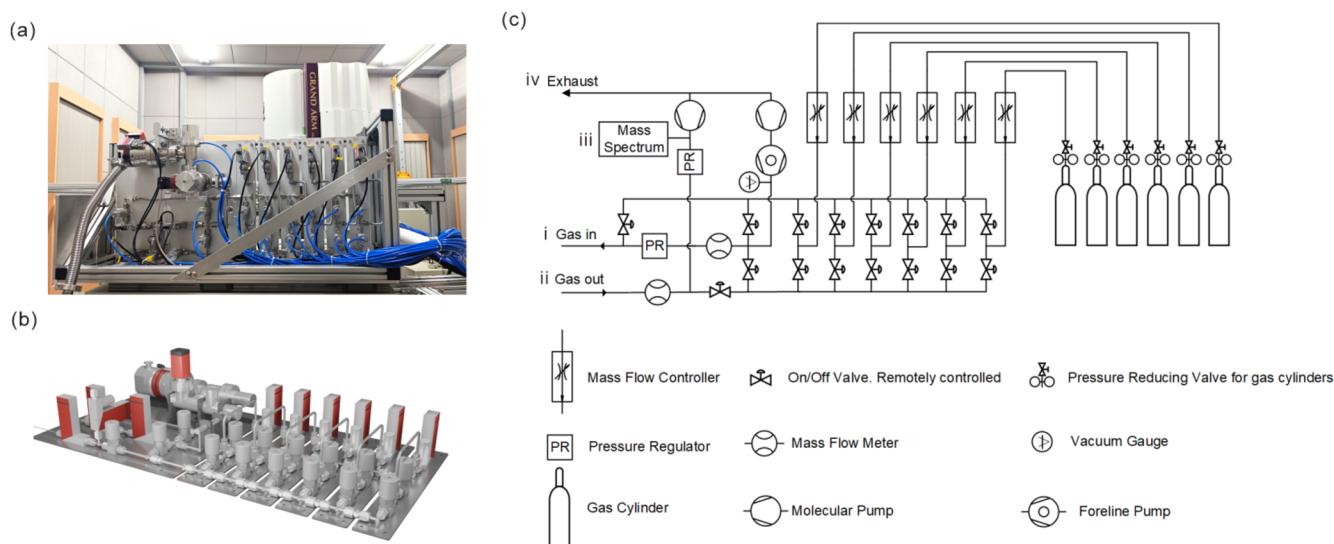 (a)
GRAND ARM
(b)
(c)
iv Exhaust
iii Mass
Spectrum
PR
i Gas in
PR
ii Gas out
Mass Flow Controller
On/Off Valve. Remotely controlled
Pressure Reducing Valve for gas cylinders
PR
Pressure Regulator
Mass Flow Meter
Vacuum Gauge
Gas Cylinder
Molecular Pump
Foreline Pump